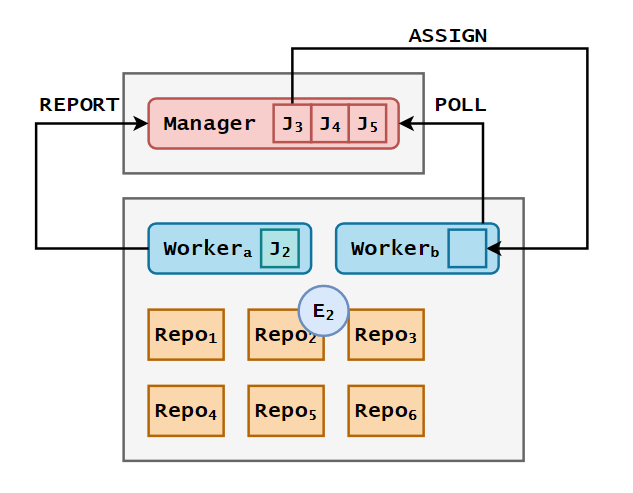 ASSIGN
REPORT
POLL
Manager J₃ J₄ J₅
Workerₐ J₂
Worker_b
E₂
Repo₁ Repo₂ Repo₃
Repo₄ Repo₅ Repo₆